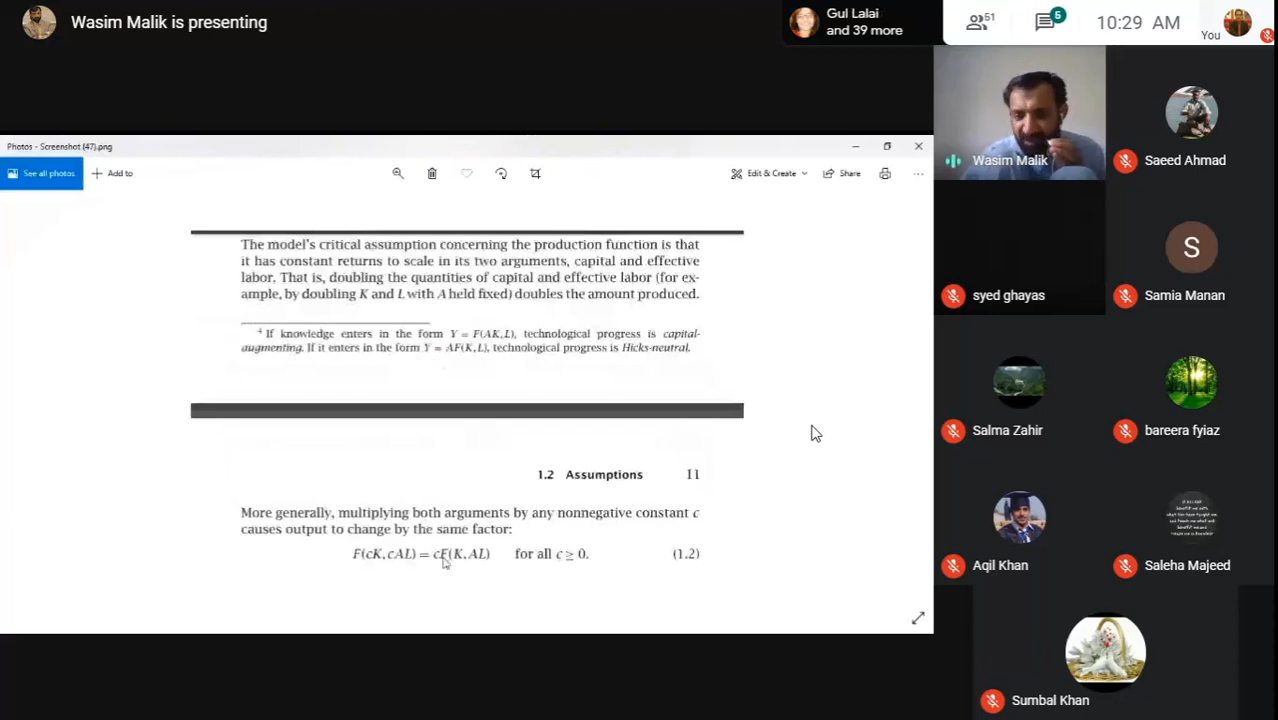 Wasim Malik is presenting
Gul Lalai
and 39 more
51
5
10:29 AM
You
Photos - Screenshot (47).png
See all photos
Add to
Edit & Create
Share
The model's critical assumption concerning the production function is that
it has constant returns to scale in its two arguments, capital and effective
labor. That is, doubling the quantities of capital and effective labor (for ex-
ample, by doubling K and L with A held fixed) doubles the amount produced.
4 If knowledge enters in the form Y = F(AK, L), technological progress is capital-
augmenting. If it enters in the form Y = AF(K, L), technological progress is Hicks-neutral.
1.2 Assumptions 11
More generally, multiplying both arguments by any nonnegative constant c
causes output to change by the same factor:
F(cK, cAL) = cF(K, AL) for all c ≥ 0. (1.2)
Wasim Malik
Saeed Ahmad
S
syed ghayas
Samia Manan
Salma Zahir
bareera fyiaz
Aqil Khan
Saleha Majeed
Sumbal Khan